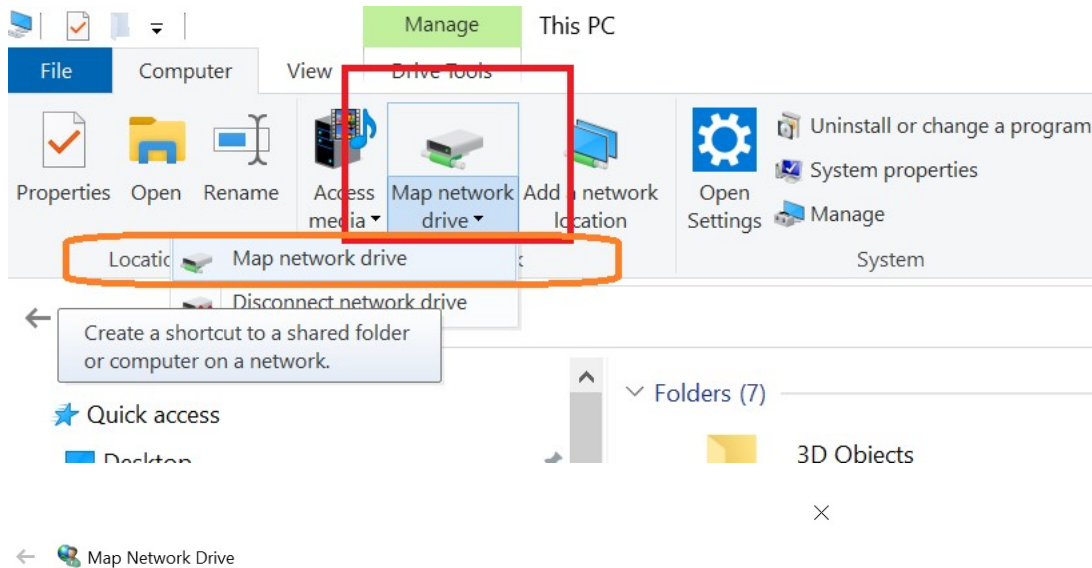 Manage This PC
File Computer View Drive Tools
Properties Open Rename Access media Map network drive Add a network location Open Settings
Uninstall or change a program
System properties
Manage
Map network drive
System
Disconnect network drive
Create a shortcut to a shared folder
or computer on a network.
Quick access
Folders (7)
Desktop
3D Objects
Map Network Drive